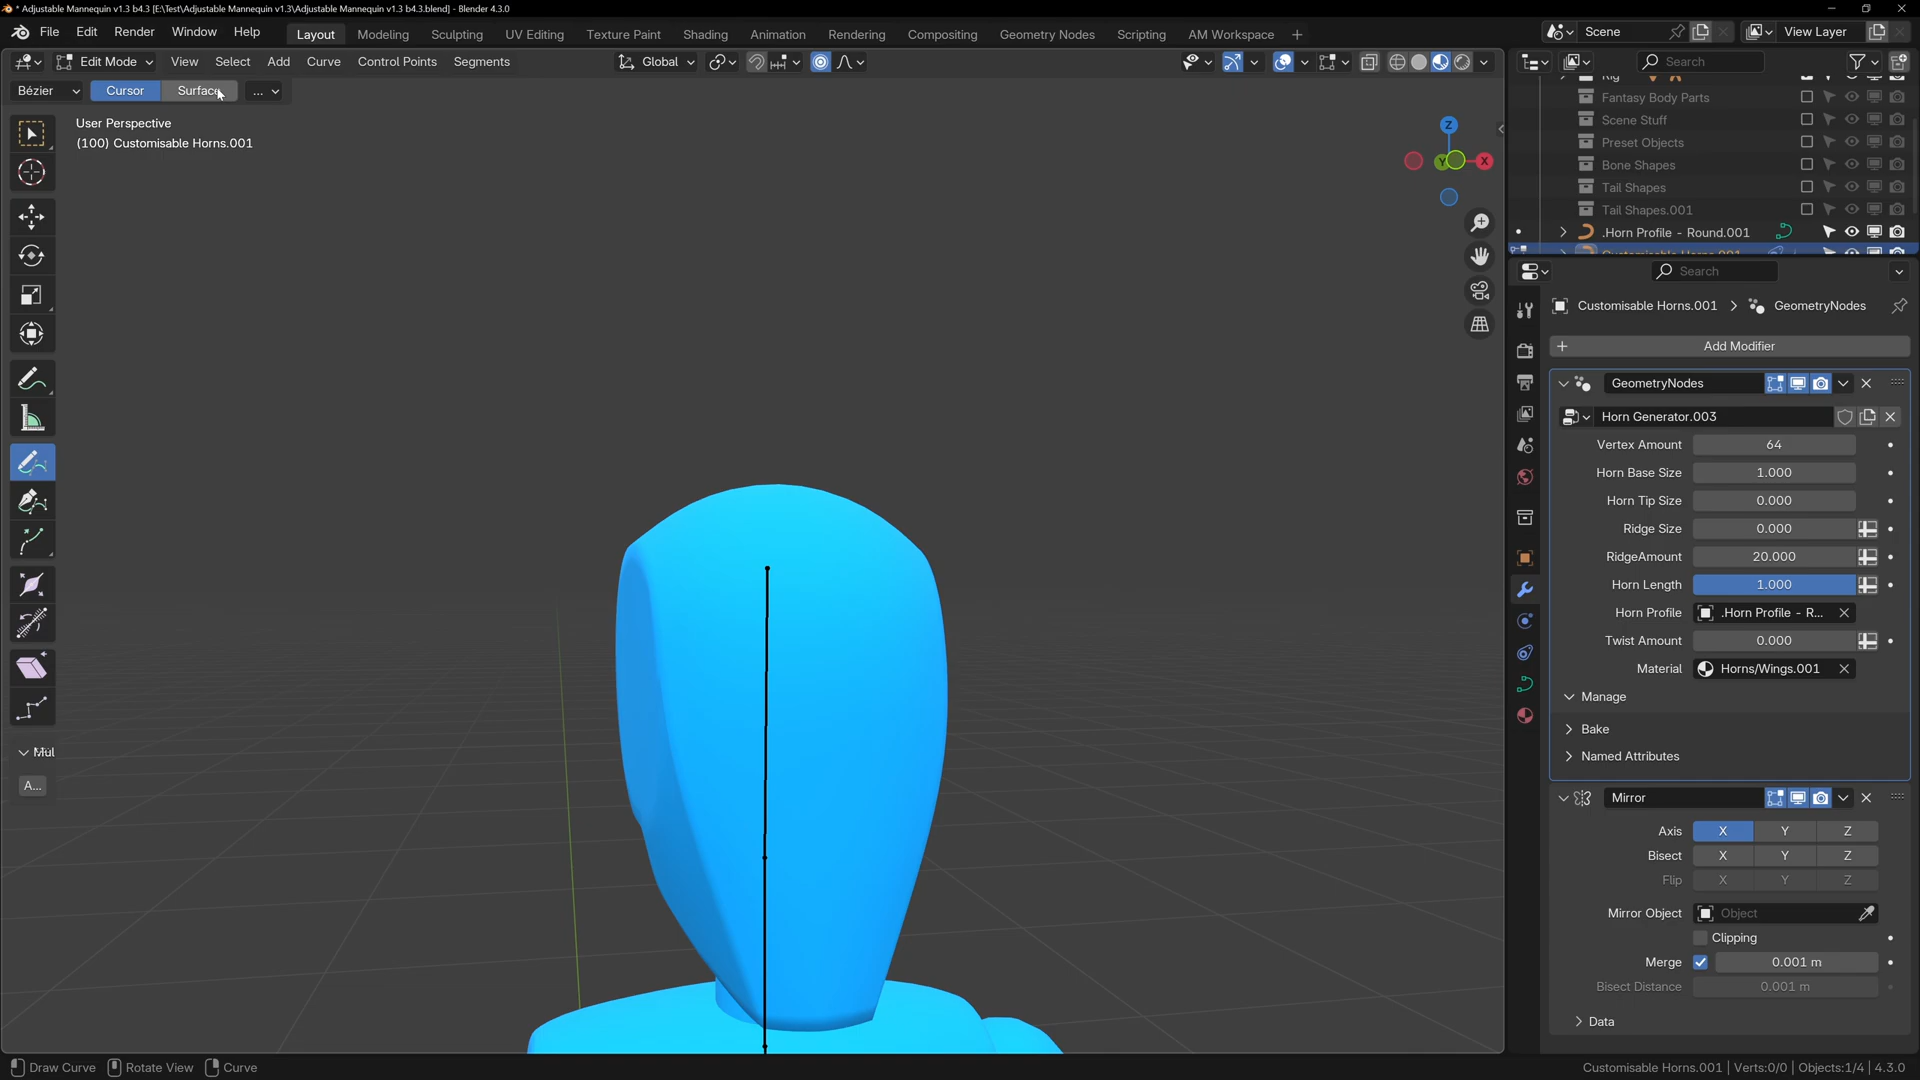 * Adjustable Mannequin v1.3 b4.3 [E:\Test\Adjustable Mannequin v1.3\Adjustable Mannequin v1.3 b4.3.blend] - Blender 4.3.0
File Edit Render Window Help
Layout Modeling Sculpting UV Editing Texture Paint Shading Animation Rendering Compositing Geometry Nodes Scripting AM Workspace +
Scene
View Layer
Edit Mode View Select Add Curve Control Points Segments
Global
Search
Bézier Cursor Surface ...
User Perspective
(100) Customisable Horns.001
Z
Y
X
Mul
A...
Rig
Fantasy Body Parts
Scene Stuff
Preset Objects
Bone Shapes
Tail Shapes
Tail Shapes.001
.Horn Profile - Round.001
Customisable Horns.001
Search
Customisable Horns.001 > GeometryNodes
+ Add Modifier
GeometryNodes
Horn Generator.003
Vertex Amount 64
Horn Base Size 1.000
Horn Tip Size 0.000
Ridge Size 0.000
RidgeAmount 20.000
Horn Length 1.000
Horn Profile .Horn Profile - R...
Twist Amount 0.000
Material Horns/Wings.001
Manage
Bake
Named Attributes
Mirror
Axis X Y Z
Bisect X Y Z
Flip X Y Z
Mirror Object Object
Clipping
Merge 0.001 m
Bisect Distance 0.001 m
Data
Draw Curve Rotate View Curve
Customisable Horns.001 | Verts:0/0 | Objects:1/4 | 4.3.0